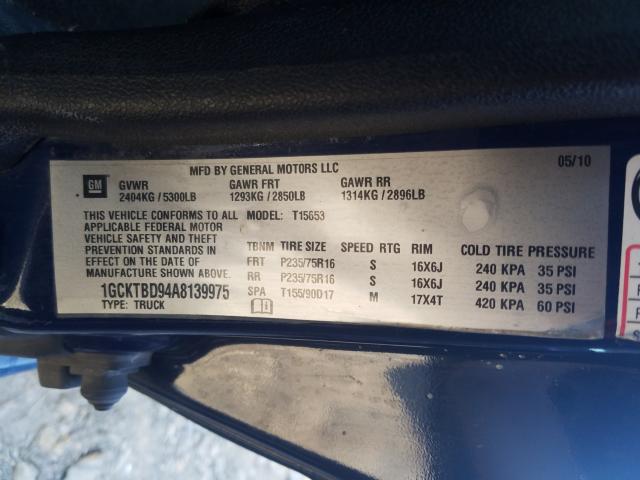 MFD BY GENERAL MOTORS LLC 05/10
GM GVWR GAWR FRT GAWR RR
2404KG / 5300LB 1293KG / 2850LB 1314KG / 2896LB
THIS VEHICLE CONFORMS TO ALL MODEL: T15653
APPLICABLE FEDERAL MOTOR
VEHICLE SAFETY AND THEFT
PREVENTION STANDARDS IN
EFFECT ON THE DATE OF
MANUFACTURE SHOWN ABOVE.
1GCKTBD94A8139975
TYPE: TRUCK
TBNM TIRE SIZE SPEED RTG RIM COLD TIRE PRESSURE
FRT P235/75R16 S 16X6J 240 KPA 35 PSI
RR P235/75R16 S 16X6J 240 KPA 35 PSI
SPA T155/90D17 M 17X4T 420 KPA 60 PSI